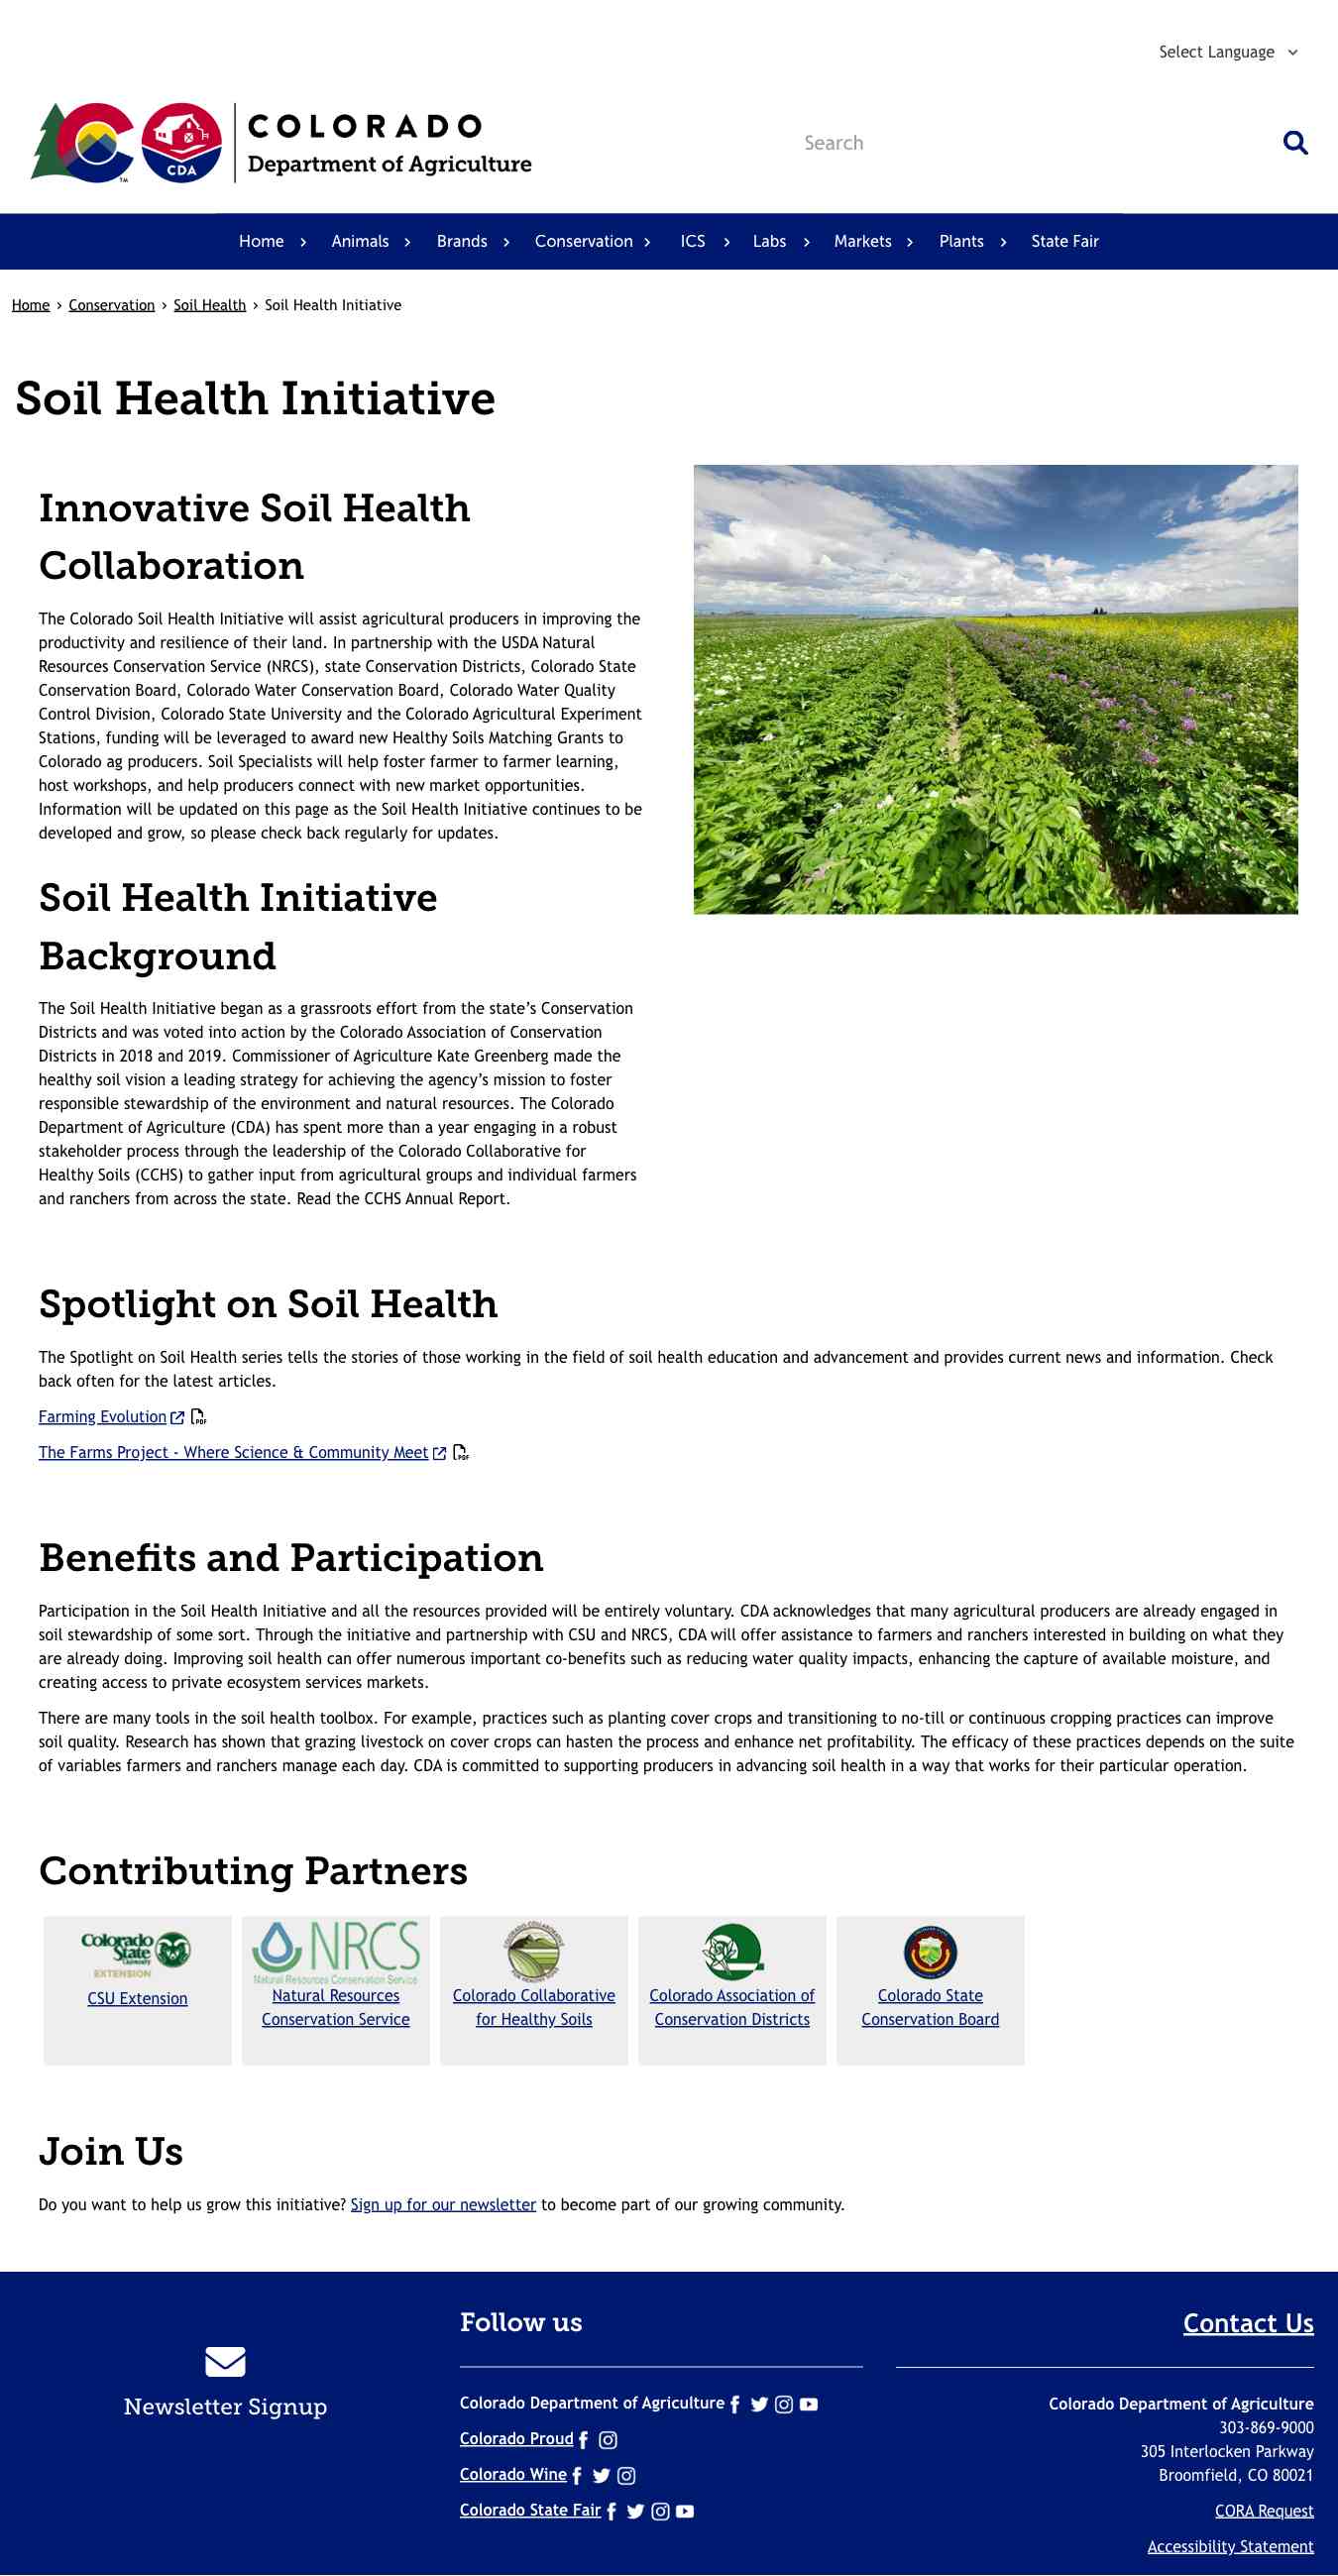 Select Language
COLORADO
Department of Agriculture
CDA
TM
Search
Home Animals Brands Conservation ICS Labs Markets Plants State Fair
Home › Conservation › Soil Health › Soil Health Initiative
Soil Health Initiative
Innovative Soil Health
Collaboration
The Colorado Soil Health Initiative will assist agricultural producers in improving the
productivity and resilience of their land. In partnership with the USDA Natural
Resources Conservation Service (NRCS), state Conservation Districts, Colorado State
Conservation Board, Colorado Water Conservation Board, Colorado Water Quality
Control Division, Colorado State University and the Colorado Agricultural Experiment
Stations, funding will be leveraged to award new Healthy Soils Matching Grants to
Colorado ag producers. Soil Specialists will help foster farmer to farmer learning,
host workshops, and help producers connect with new market opportunities.
Information will be updated on this page as the Soil Health Initiative continues to be
developed and grow, so please check back regularly for updates.
Soil Health Initiative
Background
The Soil Health Initiative began as a grassroots effort from the state’s Conservation
Districts and was voted into action by the Colorado Association of Conservation
Districts in 2018 and 2019. Commissioner of Agriculture Kate Greenberg made the
healthy soil vision a leading strategy for achieving the agency’s mission to foster
responsible stewardship of the environment and natural resources. The Colorado
Department of Agriculture (CDA) has spent more than a year engaging in a robust
stakeholder process through the leadership of the Colorado Collaborative for
Healthy Soils (CCHS) to gather input from agricultural groups and individual farmers
and ranchers from across the state. Read the CCHS Annual Report.
Spotlight on Soil Health
The Spotlight on Soil Health series tells the stories of those working in the field of soil health education and advancement and provides current news and information. Check
back often for the latest articles.
Farming Evolution PDF
The Farms Project - Where Science & Community Meet PDF
Benefits and Participation
Participation in the Soil Health Initiative and all the resources provided will be entirely voluntary. CDA acknowledges that many agricultural producers are already engaged in
soil stewardship of some sort. Through the initiative and partnership with CSU and NRCS, CDA will offer assistance to farmers and ranchers interested in building on what they
are already doing. Improving soil health can offer numerous important co-benefits such as reducing water quality impacts, enhancing the capture of available moisture, and
creating access to private ecosystem services markets.
There are many tools in the soil health toolbox. For example, practices such as planting cover crops and transitioning to no-till or continuous cropping practices can improve
soil quality. Research has shown that grazing livestock on cover crops can hasten the process and enhance net profitability. The efficacy of these practices depends on the suite
of variables farmers and ranchers manage each day. CDA is committed to supporting producers in advancing soil health in a way that works for their particular operation.
Contributing Partners
Colorado
State
University
EXTENSION
CSU Extension
NRCS
Natural Resources Conservation Service
Natural Resources
Conservation Service
COLORADO COLLABORATIVE
FOR HEALTHY SOILS
Colorado Collaborative
for Healthy Soils
Colorado Association of
Conservation Districts
Colorado State
Conservation Board
Join Us
Do you want to help us grow this initiative? Sign up for our newsletter to become part of our growing community.
Newsletter Signup
Follow us
Colorado Department of Agriculture
Colorado Proud
Colorado Wine
Colorado State Fair
Contact Us
Colorado Department of Agriculture
303-869-9000
305 Interlocken Parkway
Broomfield, CO 80021
CORA Request
Accessibility Statement